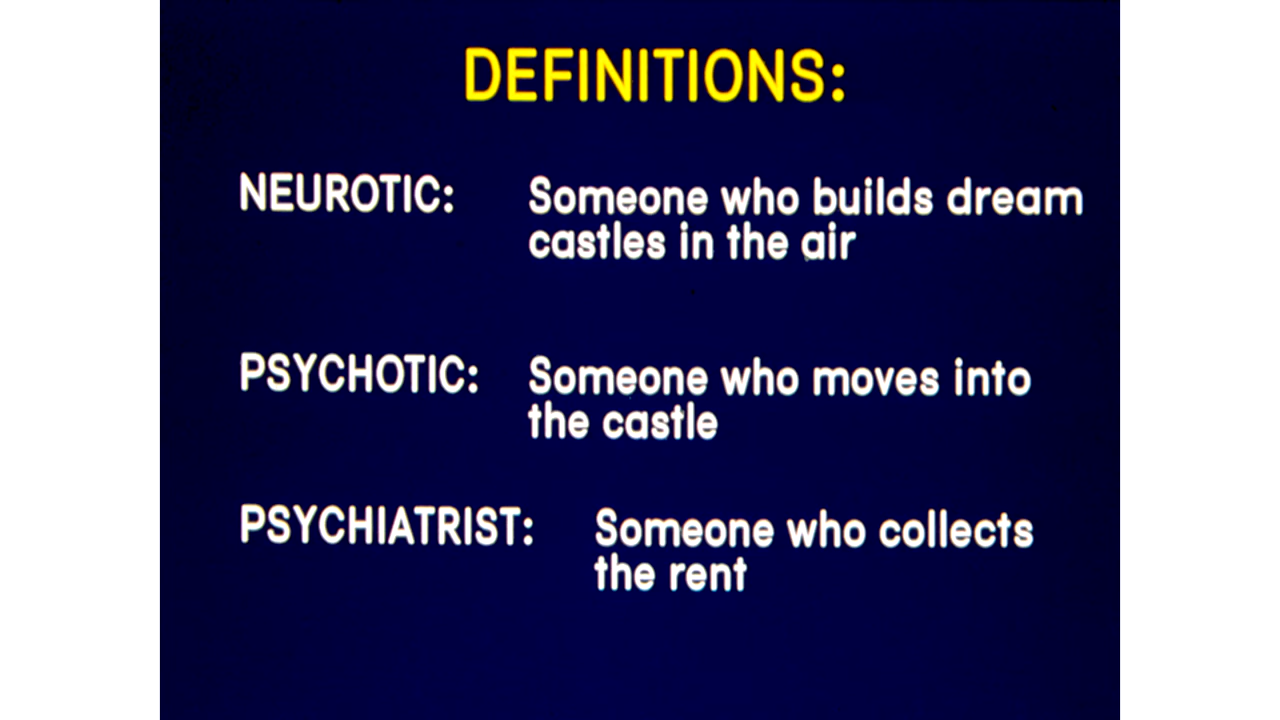 DEFINITIONS:
NEUROTIC: Someone who builds dream
castles in the air
PSYCHOTIC: Someone who moves into
the castle
PSYCHIATRIST: Someone who collects
the rent